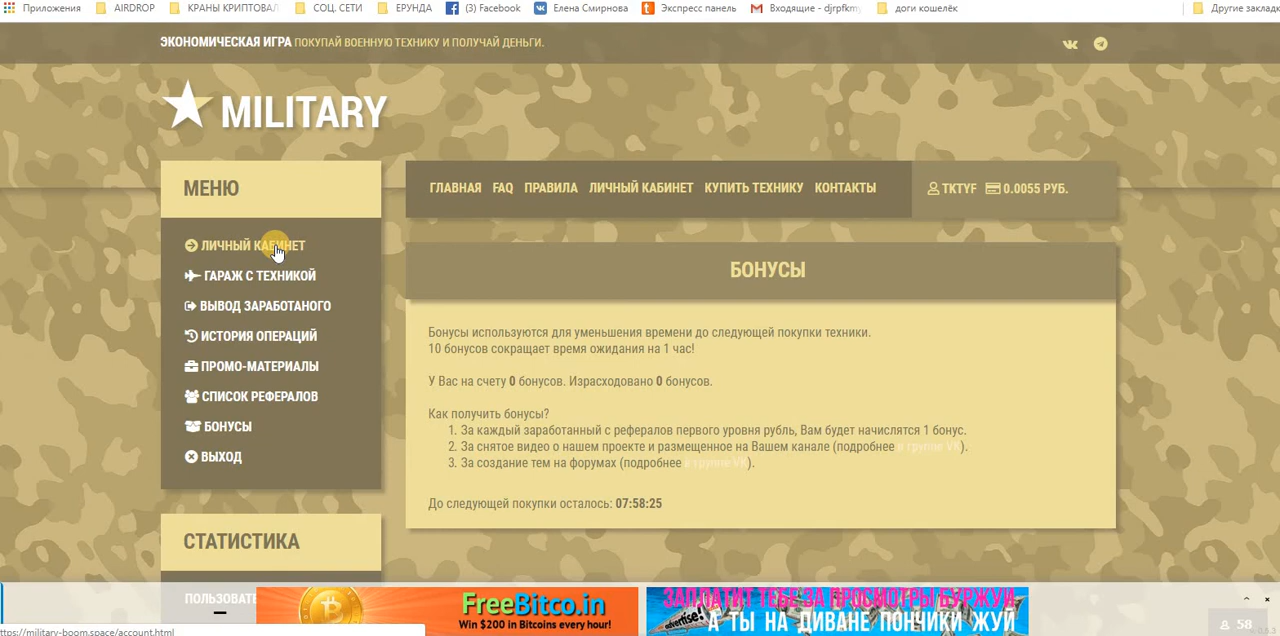 Приложения
AIRDROP
КРАНЫ КРИПТОВАЛ
СОЦ. СЕТИ
ЕРУНДА
(3) Facebook
Елена Смирнова
Экспресс панель
Входящие - djrpfkmy
доги кошелёк
Другие заклад
ЭКОНОМИЧЕСКАЯ ИГРА ПОКУПАЙ ВОЕННУЮ ТЕХНИКУ И ПОЛУЧАЙ ДЕНЬГИ.
MILITARY
МЕНЮ
ГЛАВНАЯ FAQ ПРАВИЛА ЛИЧНЫЙ КАБИНЕТ КУПИТЬ ТЕХНИКУ КОНТАКТЫ
TKTYF 0.0055 РУБ.
ЛИЧНЫЙ КАБИНЕТ
ГАРАЖ С ТЕХНИКОЙ
ВЫВОД ЗАРАБОТАНОГО
ИСТОРИЯ ОПЕРАЦИЙ
ПРОМО-МАТЕРИАЛЫ
СПИСОК РЕФЕРАЛОВ
БОНУСЫ
ВЫХОД
БОНУСЫ
Бонусы используются для уменьшения времени до следующей покупки техники.
10 бонусов сокращает время ожидания на 1 час!
У Вас на счету 0 бонусов. Израсходовано 0 бонусов.
Как получить бонусы?
1. За каждый заработанный с рефералов первого уровня рубль, Вам будет начислятся 1 бонус.
2. За снятое видео о нашем проекте и размещенное на Вашем канале (подробнее в группе VK).
3. За создание тем на форумах (подробнее в группе VK).
До следующей покупки осталось: 07:58:25
СТАТИСТИКА
ПОЛЬЗОВАТЕ
FreeBitco.in
Win $200 in Bitcoins every hour!
advertise!
ЗАПЛАТИТ ТЕБЕ ЗА ПРОСМОТРЫ БУРЖУЙ
А ТЫ НА ДИВАНЕ ПОНЧИКИ ЖУЙ
58
ttps://military-boom.space/account.html